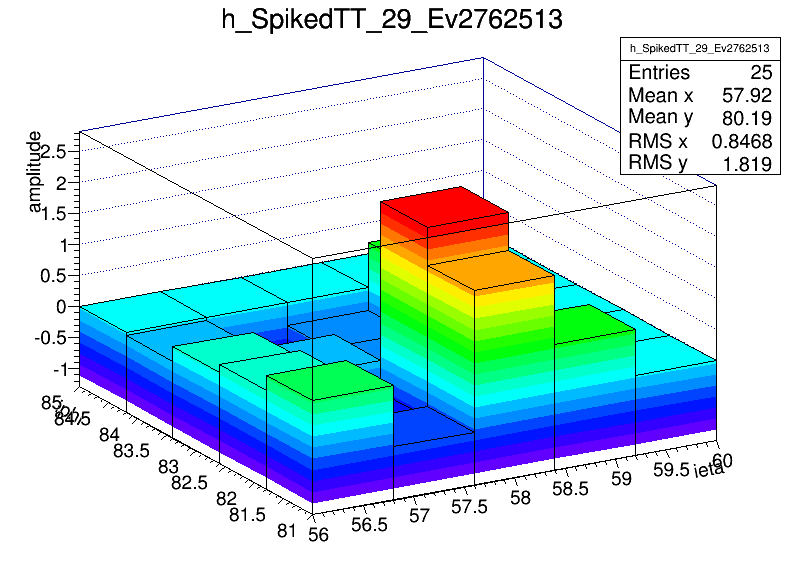 h_SpikedTT_29_Ev2762513
h_SpikedTT_29_Ev2762513
Entries 25
Mean x 57.92
Mean y 80.19
RMS x 0.8468
RMS y 1.819
amplitude
2.5
2
1.5
1
0.5
0
-0.5
-1
85
84.5
84
83.5
83
82.5
82
81.5
81
56
56.5
57
57.5
58
58.5
59
59.5
60
ieta